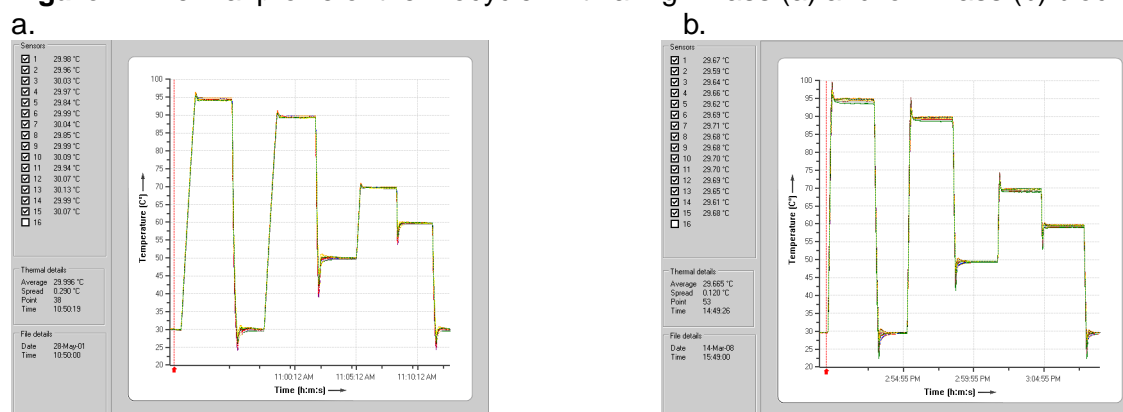 a.
Sensors
1 29.98 °C
2 29.96 °C
3 30.03 °C
4 29.97 °C
5 29.84 °C
6 29.99 °C
7 30.04 °C
8 29.85 °C
9 29.99 °C
10 30.09 °C
11 29.94 °C
12 30.07 °C
13 30.13 °C
14 29.99 °C
15 30.07 °C
16
Thermal details
Average 29.996 °C
Spread 0.290 °C
Point 38
Time 10:50:19
File details
Date 28-May-01
Time 10:50:00
Temperature [C°]
100
95
90
85
80
75
70
65
60
55
50
45
40
35
30
25
20
11:00:12 AM 11:05:12 AM 11:10:12 AM
Time (h:m:s)
b.
Sensors
1 29.67 °C
2 29.59 °C
3 29.64 °C
4 29.66 °C
5 29.62 °C
6 29.69 °C
7 29.71 °C
8 29.68 °C
9 29.68 °C
10 29.70 °C
11 29.70 °C
12 29.69 °C
13 29.65 °C
14 29.61 °C
15 29.68 °C
16
Thermal details
Average 29.665 °C
Spread 0.120 °C
Point 53
Time 14:49:26
File details
Date 14-Mar-08
Time 15:49:00
Temperature [C°]
100
95
90
85
80
75
70
65
60
55
50
45
40
35
30
25
20
2:54:55 PM 2:59:55 PM 3:04:55 PM
Time (h:m:s)